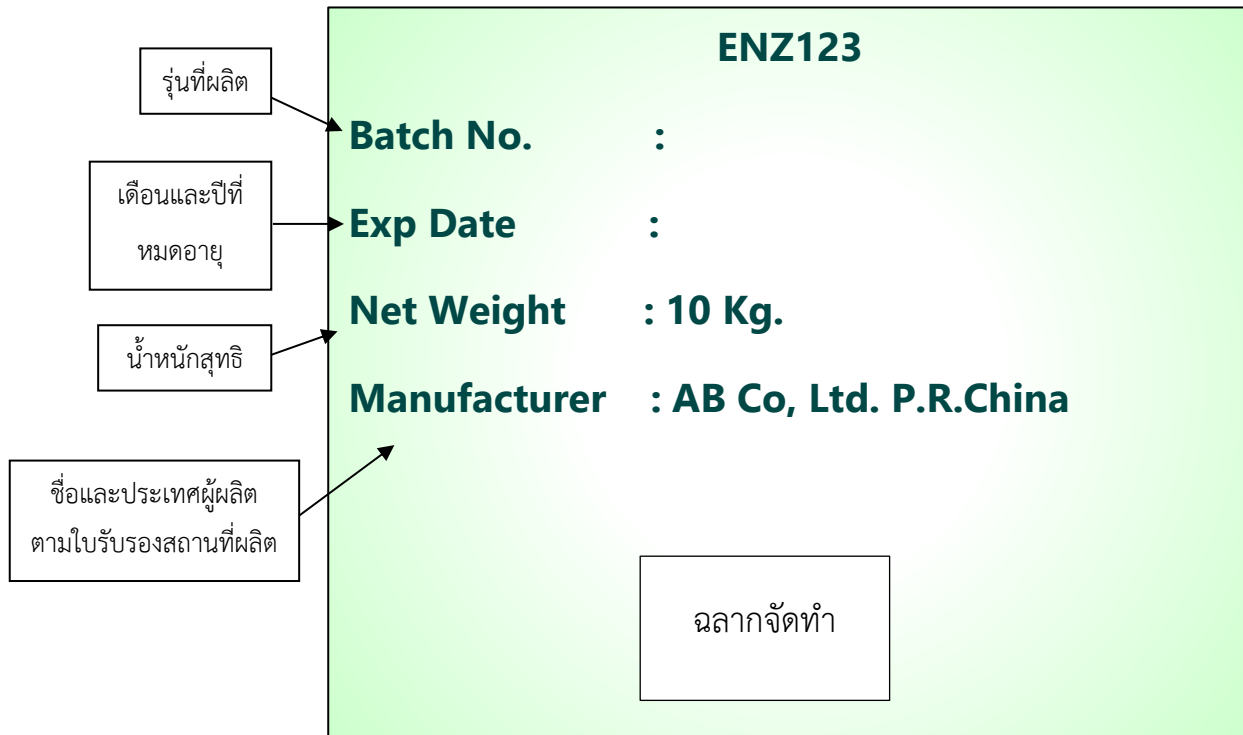 ENZ123
รุ่นที่ผลิต
Batch No. :
เดือนและปีที่
หมดอายุ
Exp Date :
Net Weight : 10 Kg.
น้ำหนักสุทธิ
Manufacturer : AB Co, Ltd. P.R.China
ชื่อและประเทศผู้ผลิต
ตามใบรับรองสถานที่ผลิต
ฉลากจัดทำ